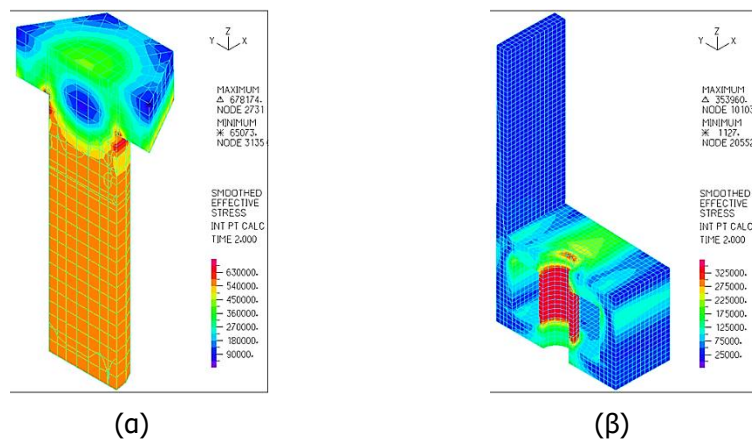 Z
Y X
MAXIMUM
△ 678174.
NODE 2731
MINIMUM
✳ 65073.
NODE 3135
SMOOTHED
EFFECTIVE
STRESS
INT PT CALC
TIME 2.000
630000.
540000.
450000.
360000.
270000.
180000.
90000.
(α)
Z
Y X
MAXIMUM
△ 353960.
NODE 10103
MINIMUM
✳ 1127.
NODE 20552
SMOOTHED
EFFECTIVE
STRESS
INT PT CALC
TIME 2.000
325000.
275000.
225000.
175000.
125000.
75000.
25000.
(β)